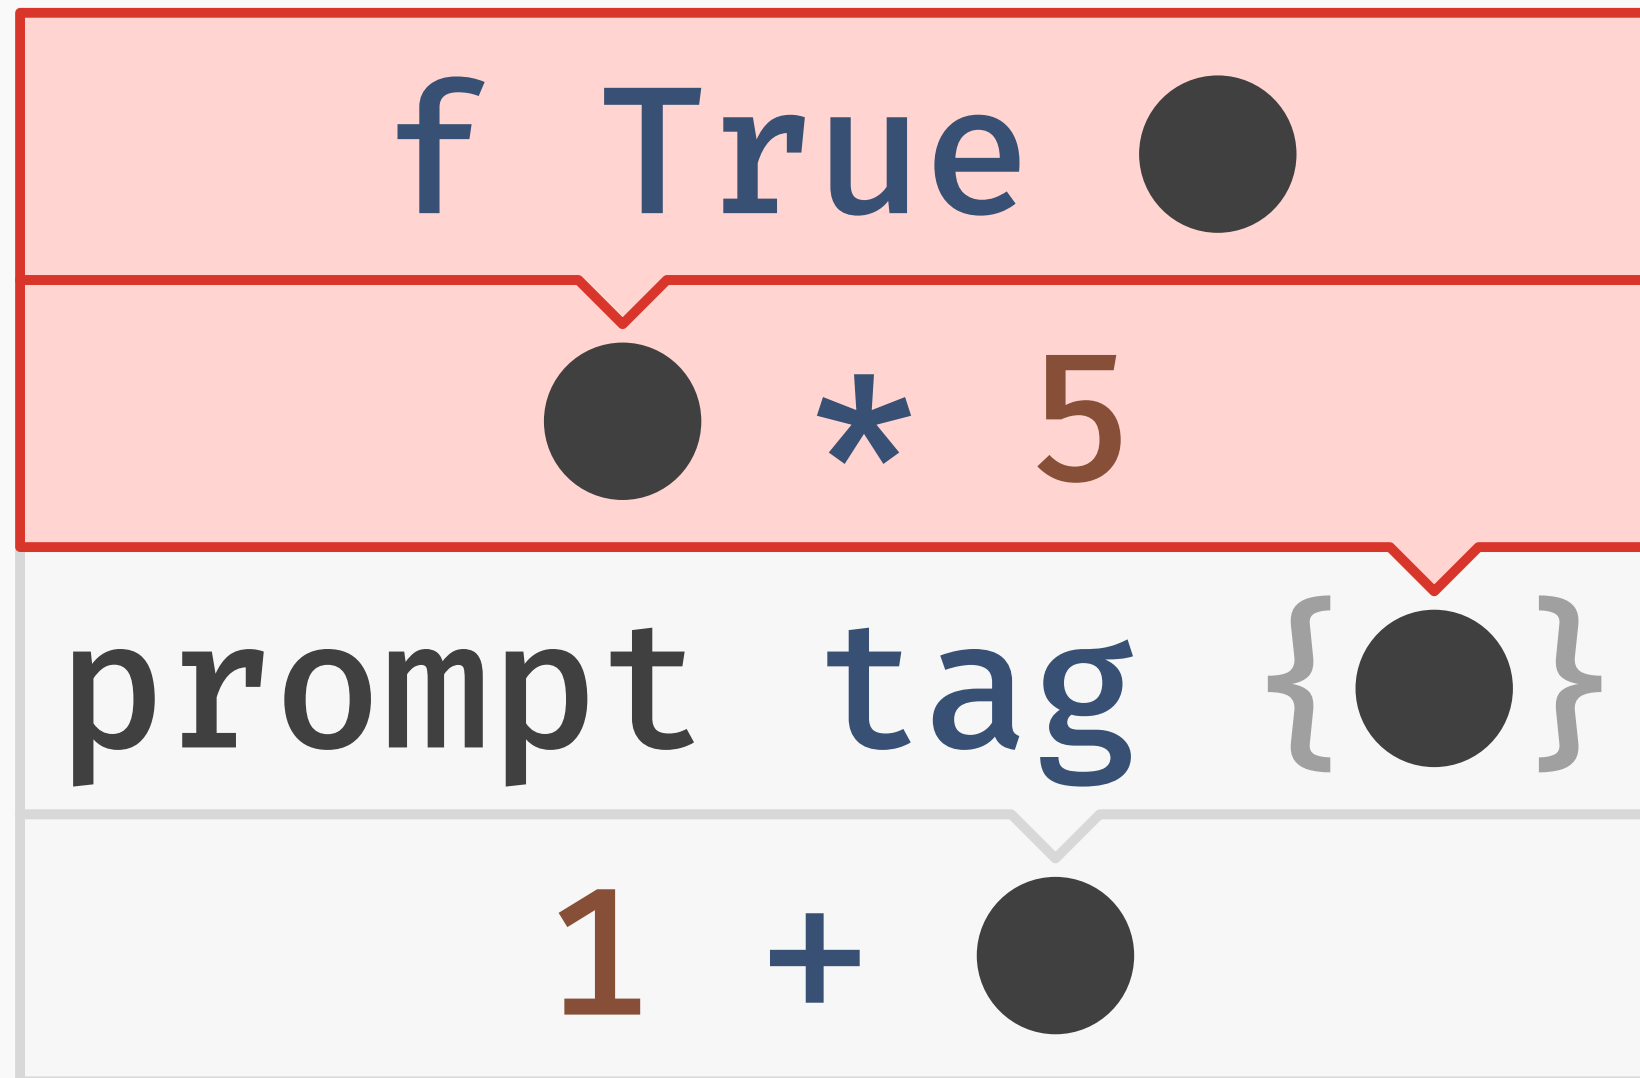 f True ●
● * 5
prompt tag {●}
1 + ●